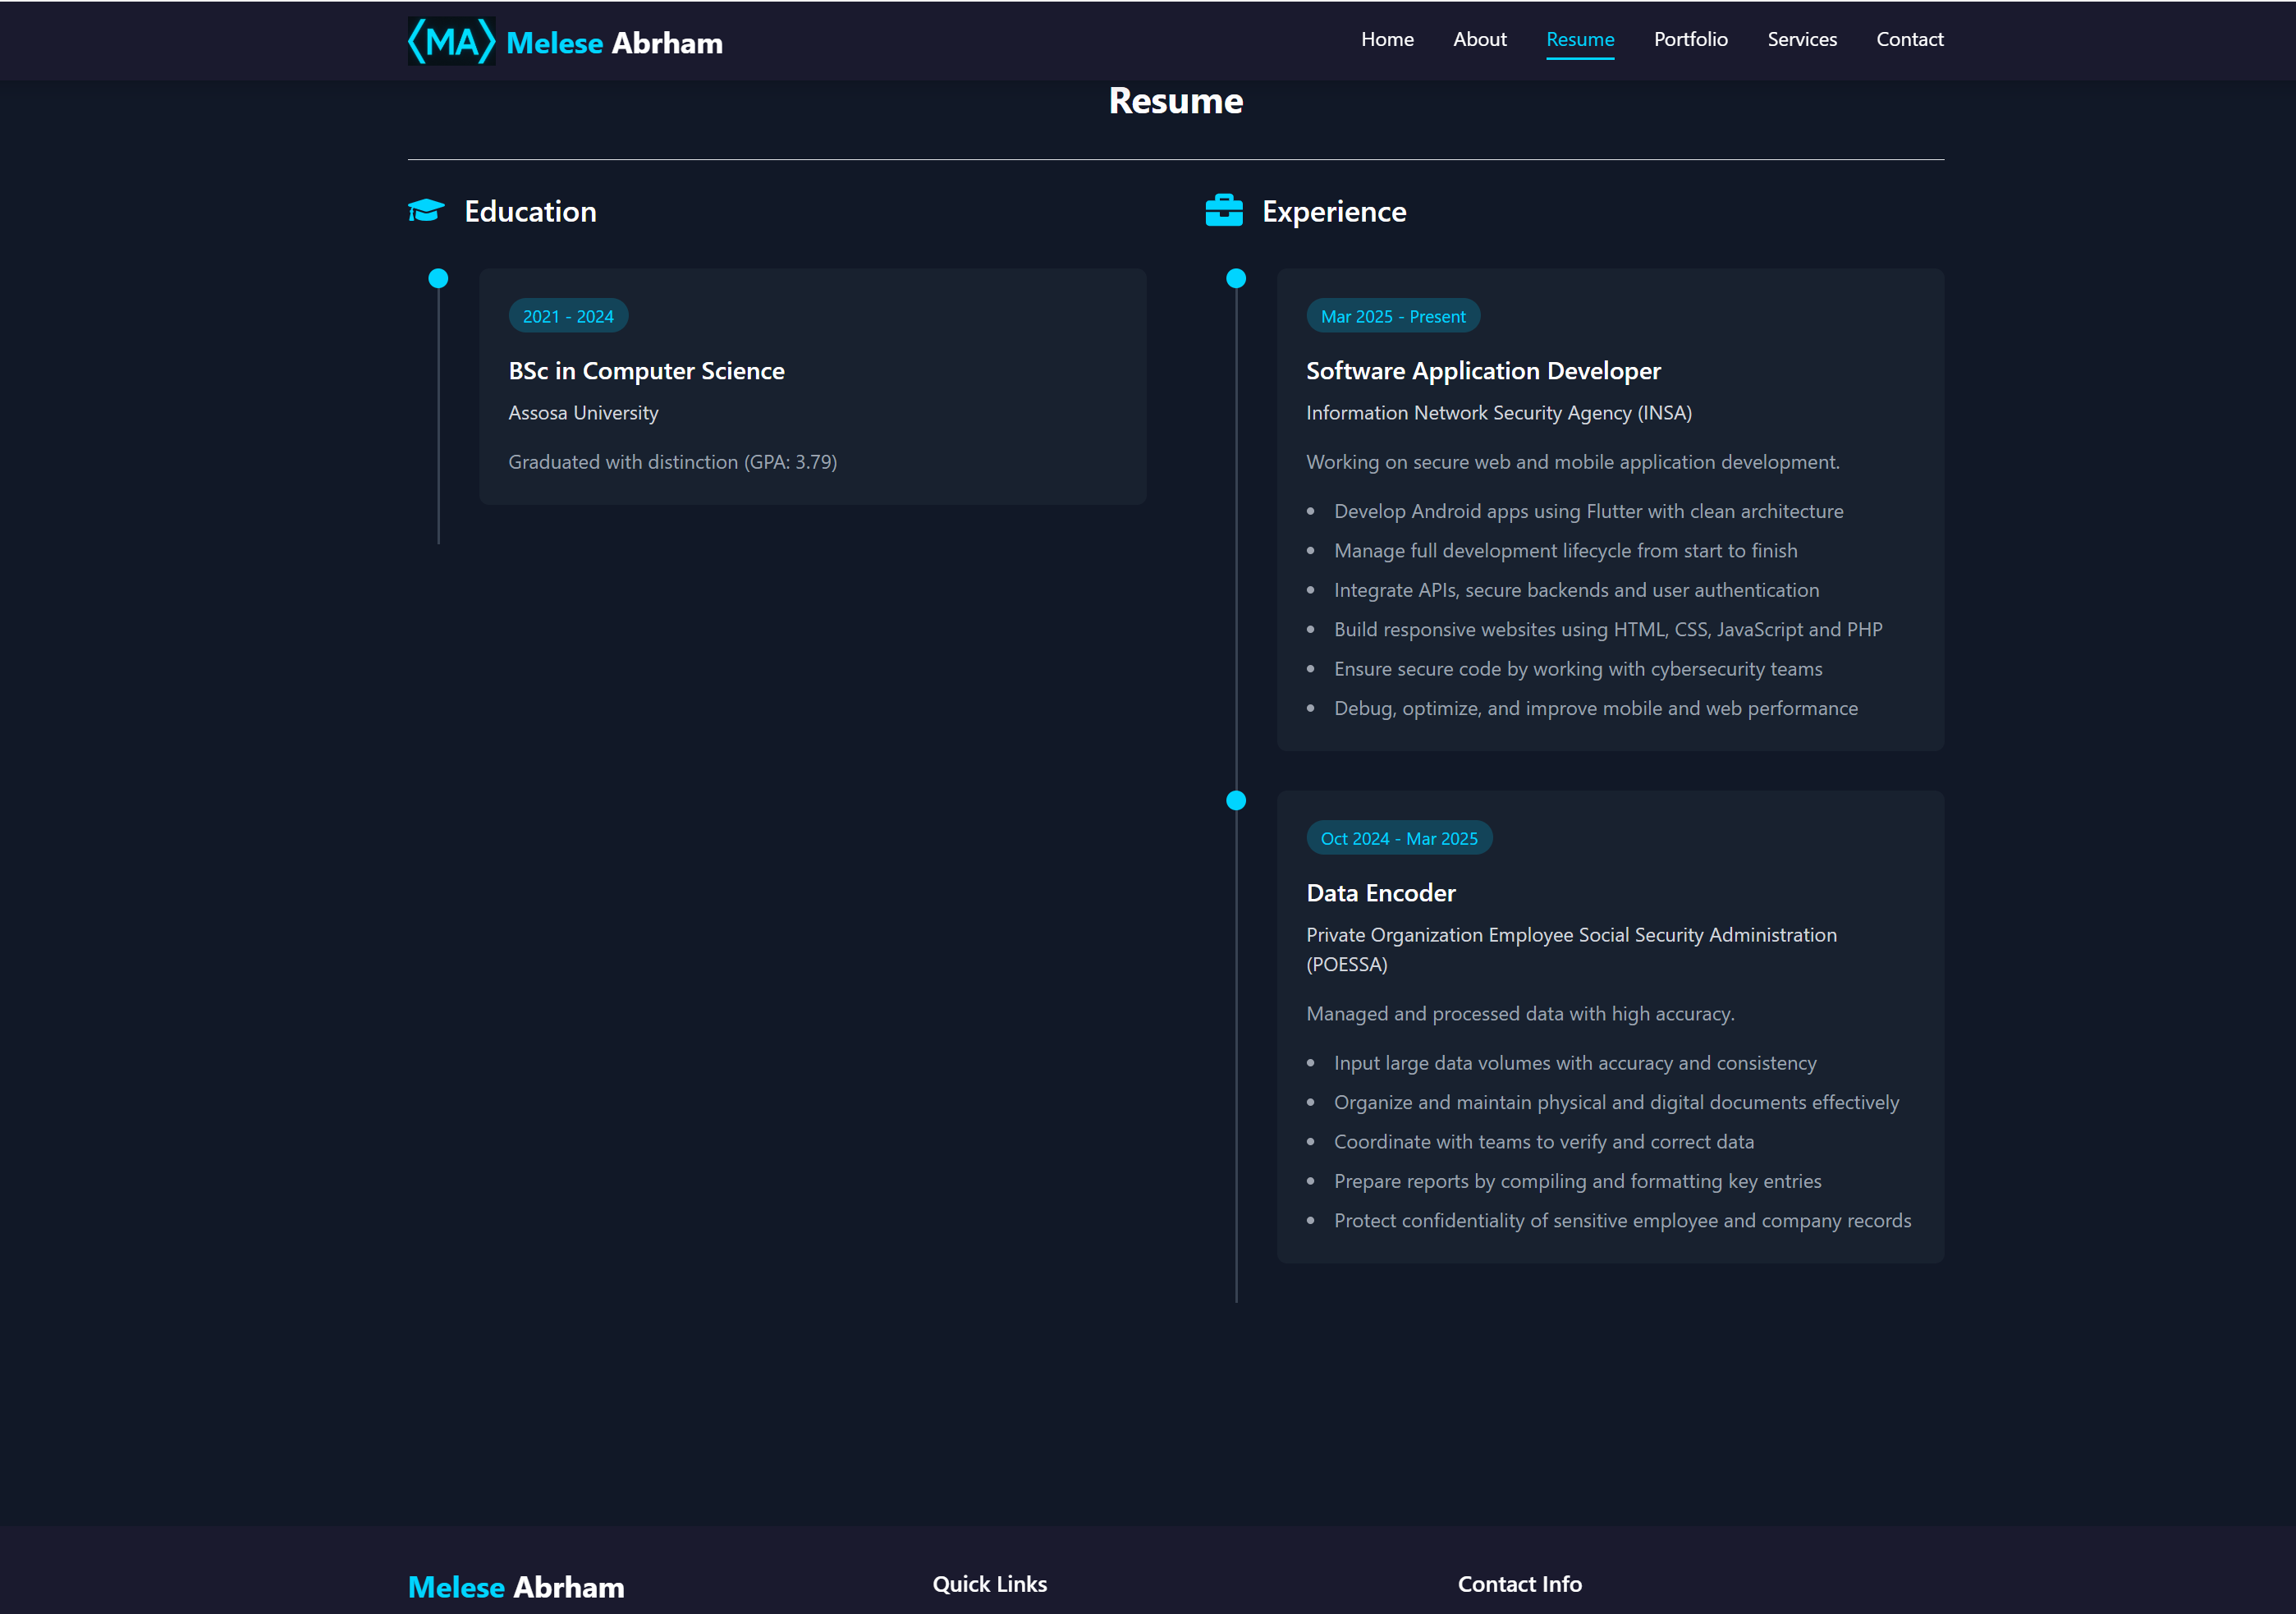 ⟨MA⟩ Melese Abrham
Home About Resume Portfolio Services Contact
Resume
Education
2021 - 2024
BSc in Computer Science
Assosa University
Graduated with distinction (GPA: 3.79)
Experience
Mar 2025 - Present
Software Application Developer
Information Network Security Agency (INSA)
Working on secure web and mobile application development.
• Develop Android apps using Flutter with clean architecture
• Manage full development lifecycle from start to finish
• Integrate APIs, secure backends and user authentication
• Build responsive websites using HTML, CSS, JavaScript and PHP
• Ensure secure code by working with cybersecurity teams
• Debug, optimize, and improve mobile and web performance
Oct 2024 - Mar 2025
Data Encoder
Private Organization Employee Social Security Administration
(POESSA)
Managed and processed data with high accuracy.
• Input large data volumes with accuracy and consistency
• Organize and maintain physical and digital documents effectively
• Coordinate with teams to verify and correct data
• Prepare reports by compiling and formatting key entries
• Protect confidentiality of sensitive employee and company records
Melese Abrham
Quick Links
Contact Info